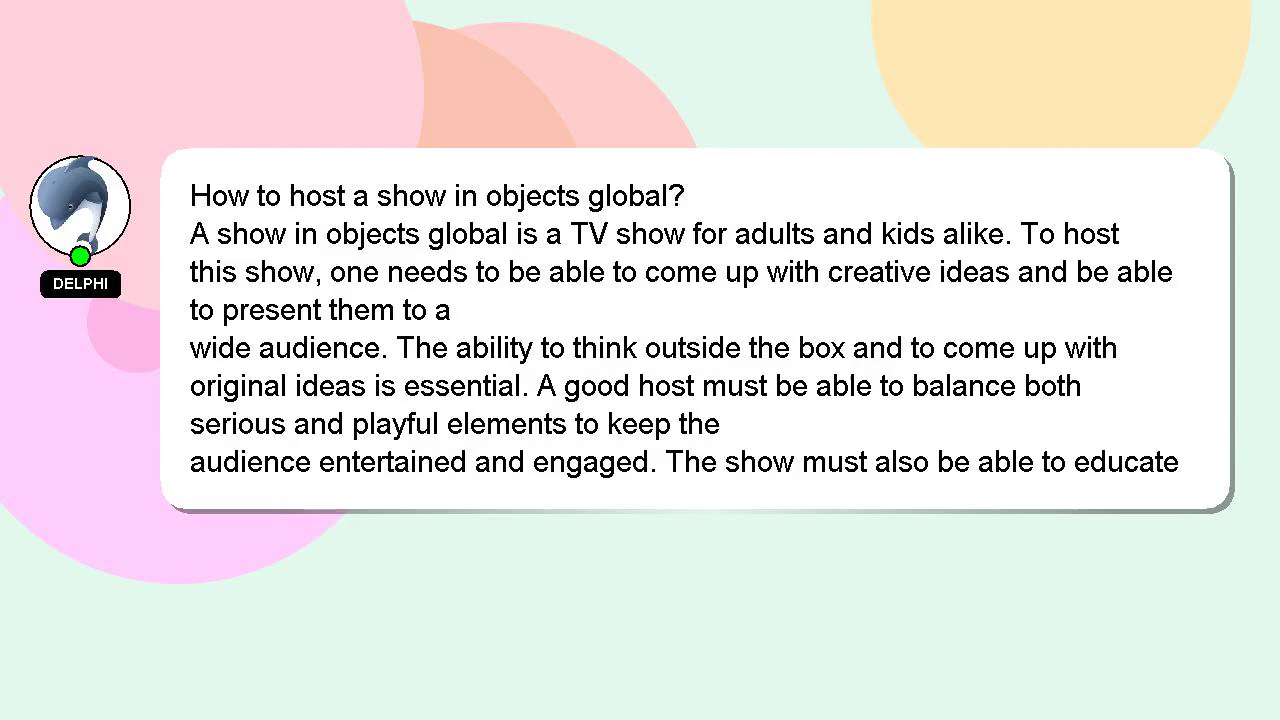 How to host a show in objects global?
A show in objects global is a TV show for adults and kids alike. To host
this show, one needs to be able to come up with creative ideas and be able
to present them to a
wide audience. The ability to think outside the box and to come up with
original ideas is essential. A good host must be able to balance both
serious and playful elements to keep the
audience entertained and engaged. The show must also be able to educate
DELPHI